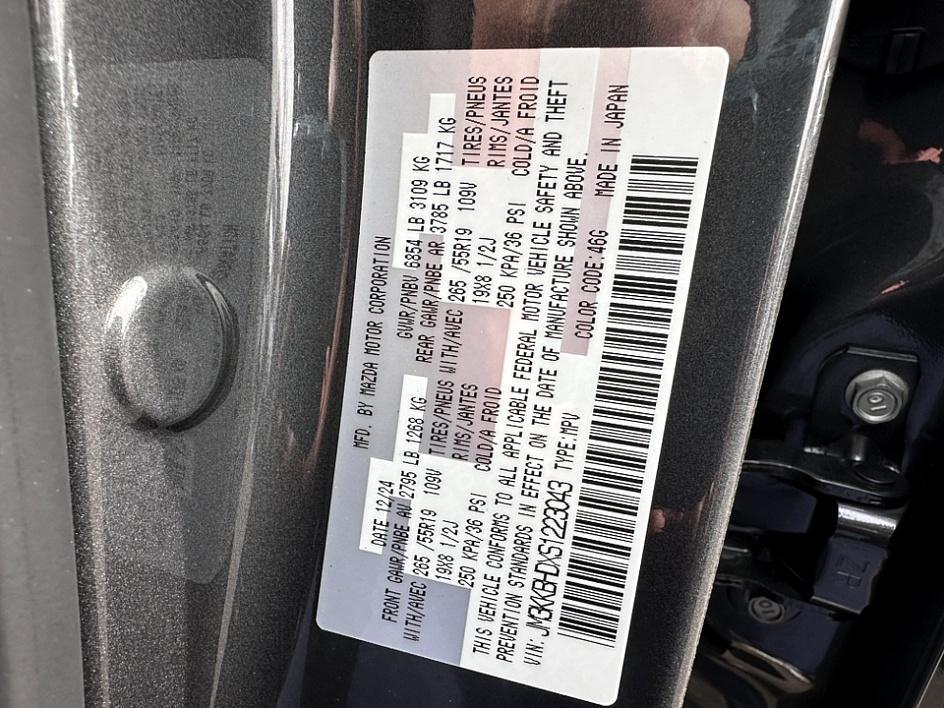 MFD. BY MAZDA MOTOR CORPORATION
DATE 12/24 GVWR/PNBV 6854 LB 3109 KG
FRONT GAWR/PNBE AV 2795 LB 1268 KG REAR GAWR/PNBE AR 3785 LB 1717 KG
WITH/AVEC 265 /55R19 109V TIRES/PNEUS WITH/AVEC 265 /55R19 109V TIRES/PNEUS
19X8 1/2J RIMS/JANTES 19X8 1/2J RIMS/JANTES
250 KPA/36 PSI COLD/A FROID 250 KPA/36 PSI COLD/A FROID
THIS VEHICLE CONFORMS TO ALL APPLICABLE FEDERAL MOTOR VEHICLE SAFETY AND THEFT
PREVENTION STANDARDS IN EFFECT ON THE DATE OF MANUFACTURE SHOWN ABOVE.
VIN: JM3KKBHDXS1223043 TYPE:MPV COLOR CODE:46G MADE IN JAPAN